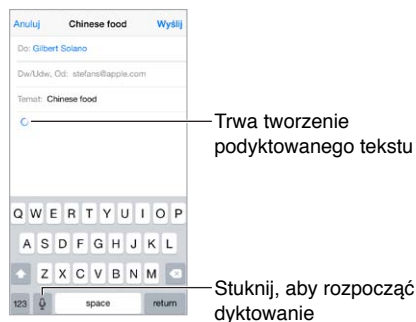 Anuluj Chinese food Wyślij
Do: Gilbert Solano
Dw/Udw, Od: stefans@apple.com
Temat: Chinese food
Trwa tworzenie
podyktowanego tekstu
Q W E R T Y U I O P
A S D F G H J K L
Z X C V B N M
123 space return
Stuknij, aby rozpocząć
dyktowanie